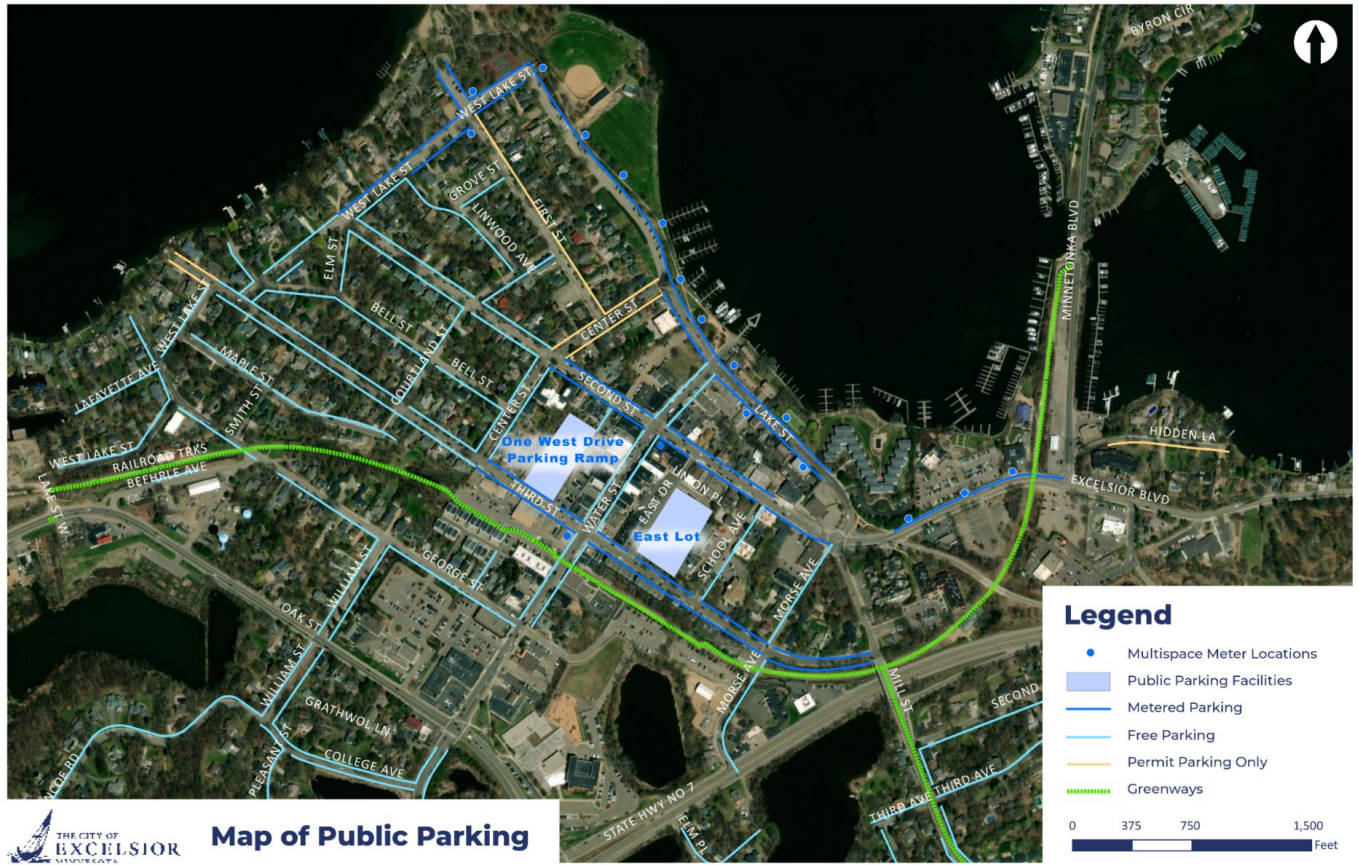 BYRON CIR
WEST LAKE ST
GROVE ST
WEST LAKE ST
LINWOOD AVE
FIRST ST
MINNETONKA BLVD
ELM ST
WEST LAKE ST
BELL ST
CENTER ST
LAFAYETTE AVE
MAPLE ST
COURTLAND ST
BELL ST
SECOND ST
SMITH ST
CENTER ST
LAKE ST
HIDDEN LA
One West Drive
Parking Ramp
WEST LAKE ST
RAILROAD TRKS
BEEHRLE AVE
LAKE ST W
THIRD ST
WATER ST
EAST DR
UNION PL
EXCELSIOR BLVD
East Lot
SCHOOL AVE
WILLIAM ST
GEORGE ST
MORSE AVE
OAK ST
WILLIAM ST
MORSE AVE
MILL ST
SECOND
GRATHWOL LN
PLEASANT ST
COLLEGE AVE
NCOE RD
THIRD AVE
THIRD AVE
STATE HWY NO 7
ELM PL
Legend
Multispace Meter Locations
Public Parking Facilities
Metered Parking
Free Parking
Permit Parking Only
Greenways
0 375 750 1,500
Feet
THE CITY OF
EXCELSIOR
MINNESOTA
Map of Public Parking